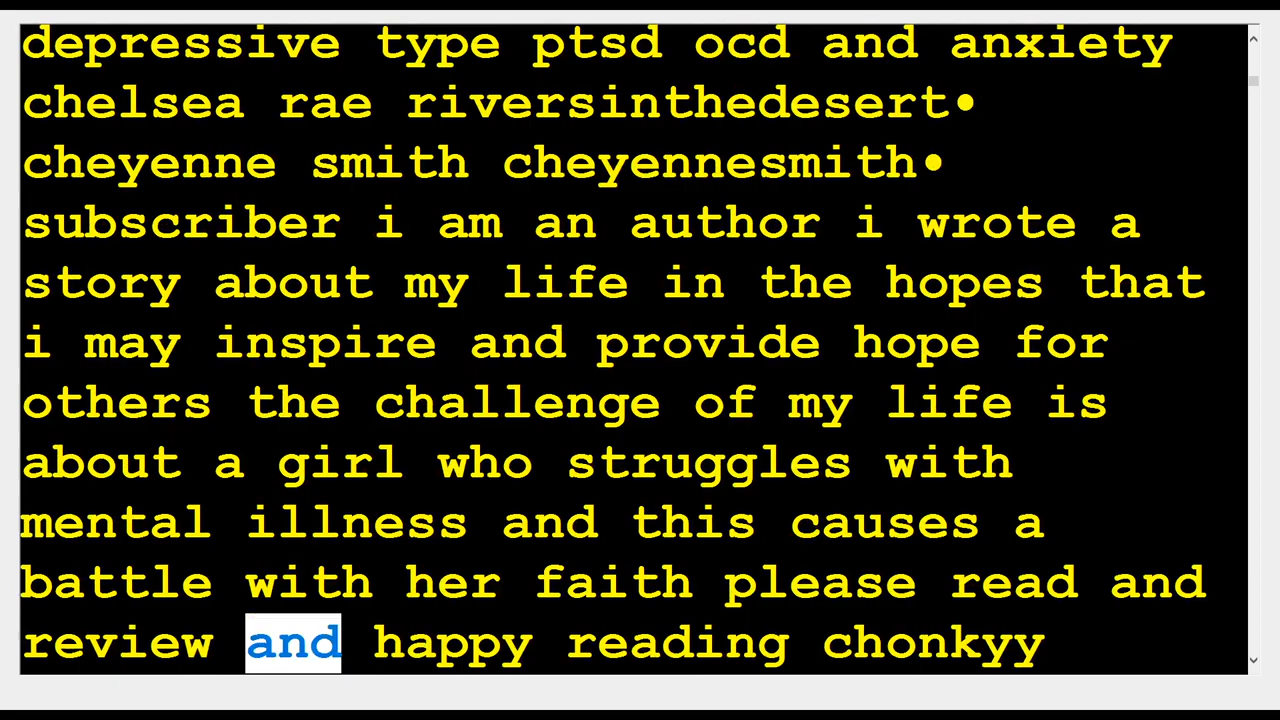 depressive type ptsd ocd and anxiety
chelsea rae riversinthedesert•
cheyenne smith cheyennesmith•
subscriber i am an author i wrote a
story about my life in the hopes that
i may inspire and provide hope for
others the challenge of my life is
about a girl who struggles with
mental illness and this causes a
battle with her faith please read and
review and happy reading chonkyy